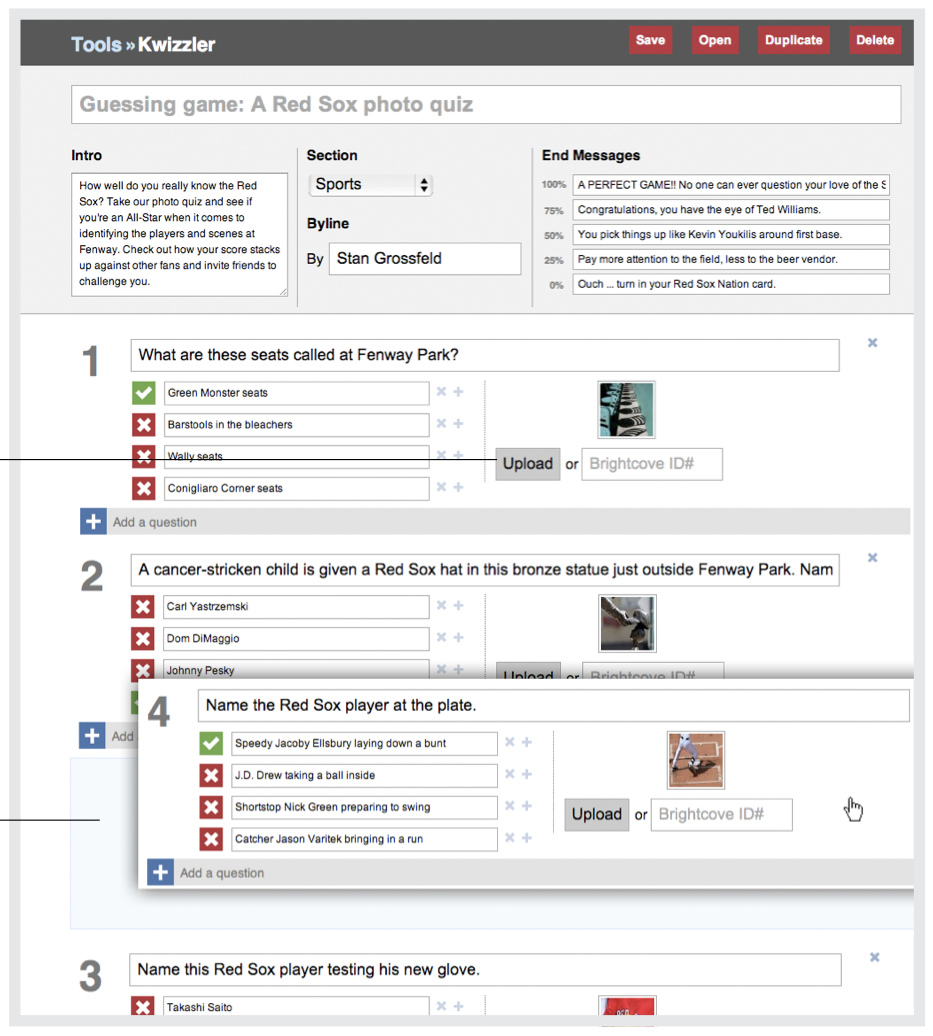 Tools » Kwizzler
Save
Open
Duplicate
Delete
Guessing game: A Red Sox photo quiz
Intro
How well do you really know the Red
Sox? Take our photo quiz and see if
you're an All-Star when it comes to
identifying the players and scenes at
Fenway. Check out how your score stacks
up against other fans and invite friends to
challenge you.
Section
Sports
Byline
By Stan Grossfeld
End Messages
100% A PERFECT GAME!! No one can ever question your love of the S
75% Congratulations, you have the eye of Ted Williams.
50% You pick things up like Kevin Youkilis around first base.
25% Pay more attention to the field, less to the beer vendor.
0% Ouch ... turn in your Red Sox Nation card.
1 What are these seats called at Fenway Park?
Green Monster seats
Barstools in the bleachers
Wally seats
Conigliaro Corner seats
Upload or Brightcove ID#
Add a question
2 A cancer-stricken child is given a Red Sox hat in this bronze statue just outside Fenway Park. Nam
Carl Yastrzemski
Dom DiMaggio
Johnny Pesky
Upload or Brightcove ID#
Add
4 Name the Red Sox player at the plate.
Speedy Jacoby Ellsbury laying down a bunt
J.D. Drew taking a ball inside
Shortstop Nick Green preparing to swing
Catcher Jason Varitek bringing in a run
Upload or Brightcove ID#
Add a question
3 Name this Red Sox player testing his new glove.
Takashi Saito